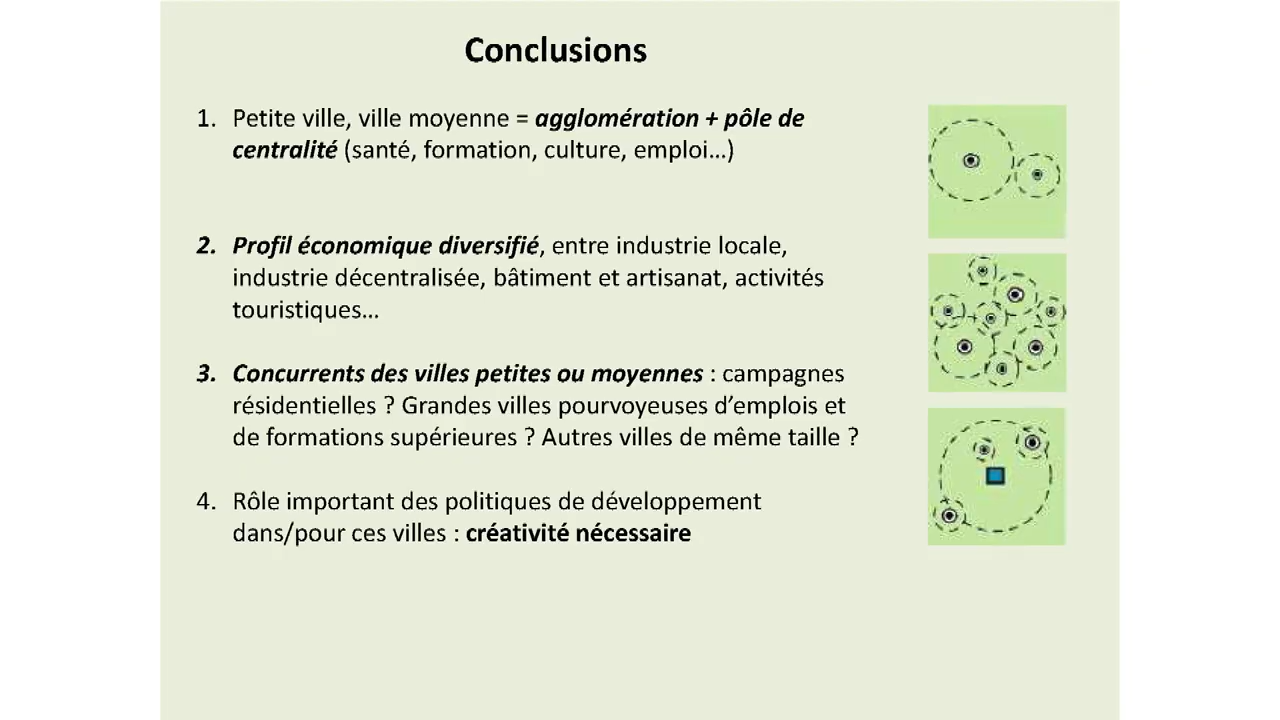 Conclusions
1. Petite ville, ville moyenne = agglomération + pôle de
centralité (santé, formation, culture, emploi…)
2. Profil économique diversifié, entre industrie locale,
industrie décentralisée, bâtiment et artisanat, activités
touristiques…
3. Concurrents des villes petites ou moyennes : campagnes
résidentielles ? Grandes villes pourvoyeuses d’emplois et
de formations supérieures ? Autres villes de même taille ?
4. Rôle important des politiques de développement
dans/pour ces villes : créativité nécessaire